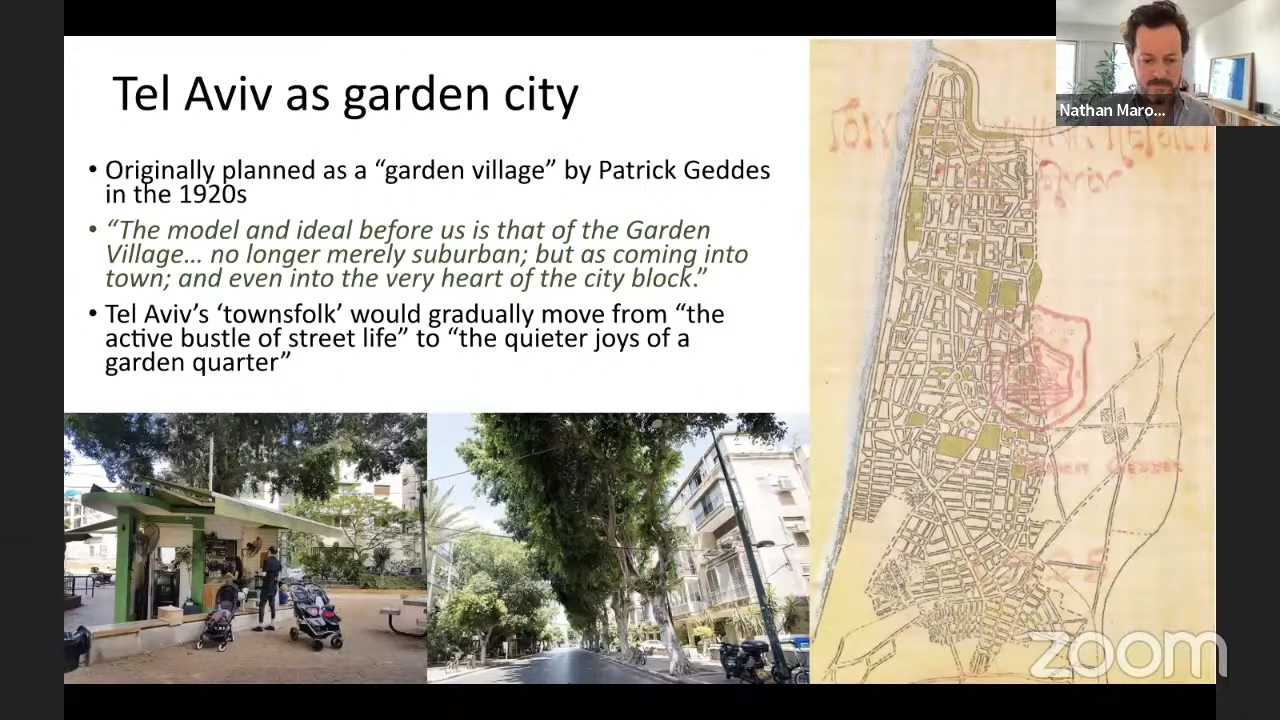 Tel Aviv as garden city
• Originally planned as a “garden village” by Patrick Geddes
in the 1920s
• “The model and ideal before us is that of the Garden
Village… no longer merely suburban; but as coming into
town; and even into the very heart of the city block.”
• Tel Aviv’s ‘townsfolk’ would gradually move from “the
active bustle of street life” to “the quieter joys of a
garden quarter”
Nathan Maro...
zoom